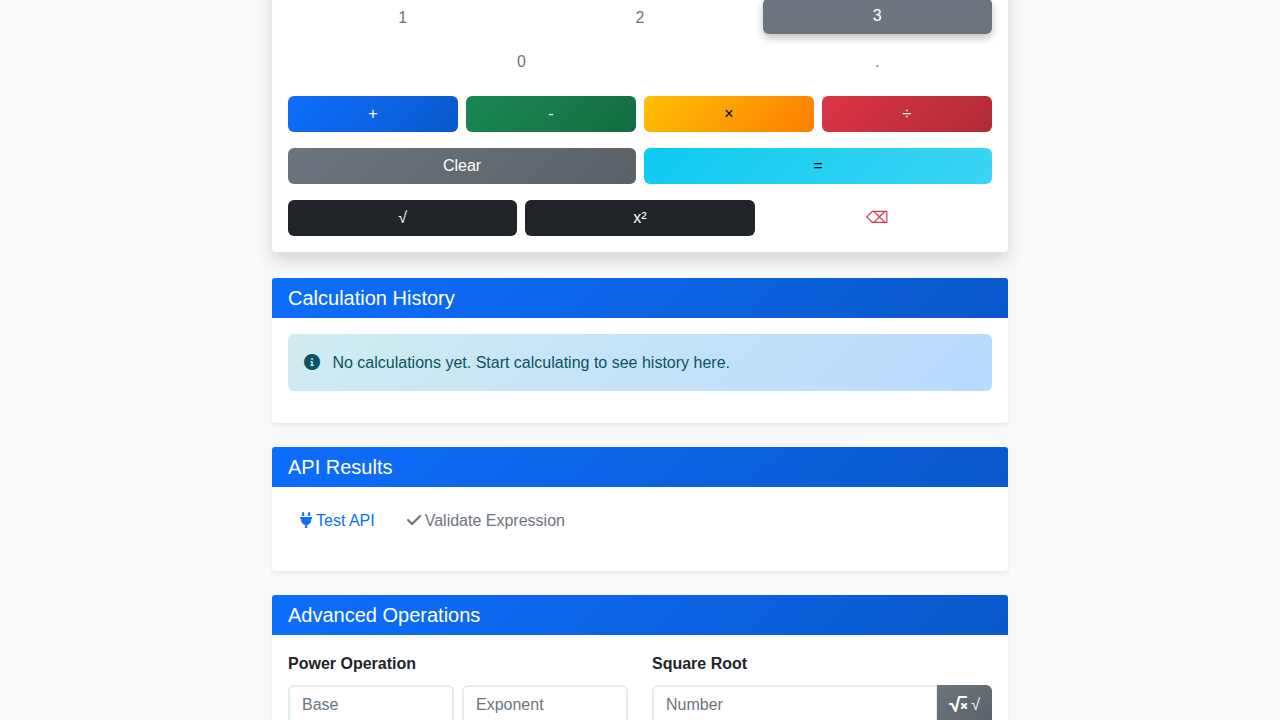 1 2 3
0 .
+ - × ÷
Clear =
√ x² ⌫
Calculation History
No calculations yet. Start calculating to see history here.
API Results
Test API Validate Expression
Advanced Operations
Power Operation Square Root
Base Exponent Number √